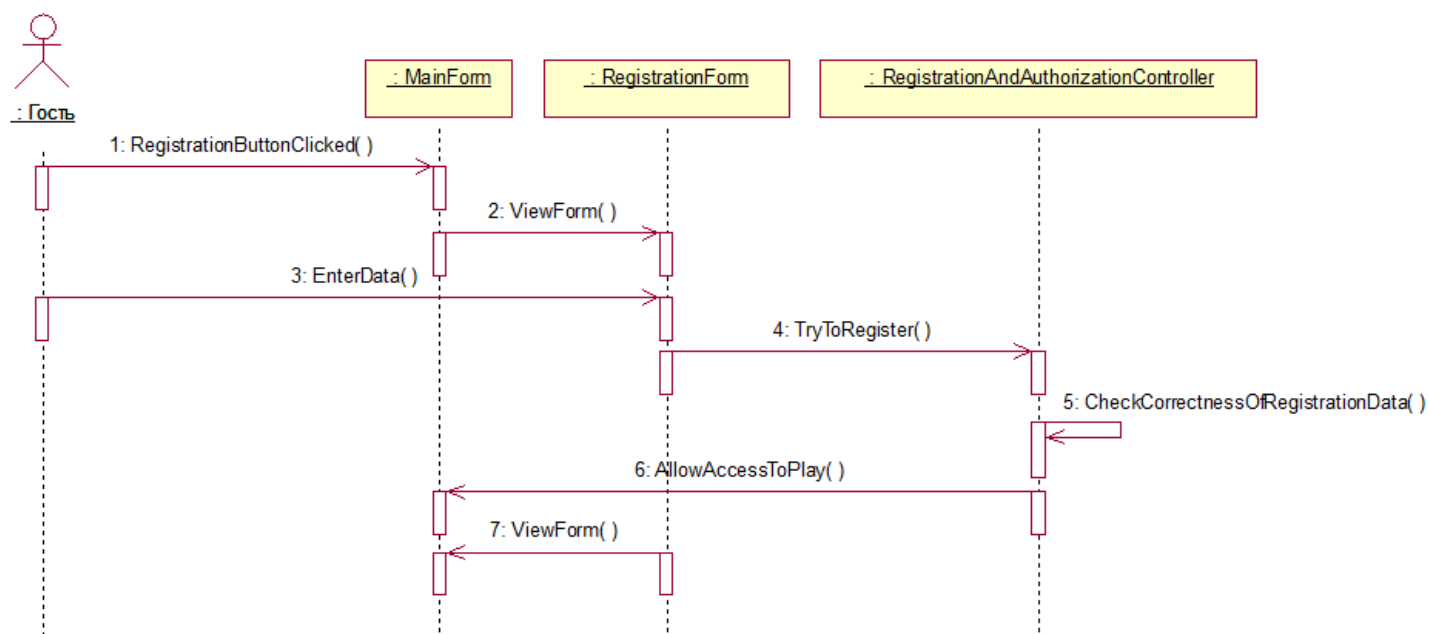 : MainForm
: RegistrationForm
: RegistrationAndAuthorizationController
: Гость
1: RegistrationButtonClicked( )
2: ViewForm( )
3: EnterData( )
4: TryToRegister( )
5: CheckCorrectnessOfRegistrationData( )
6: AllowAccessToPlay( )
7: ViewForm( )